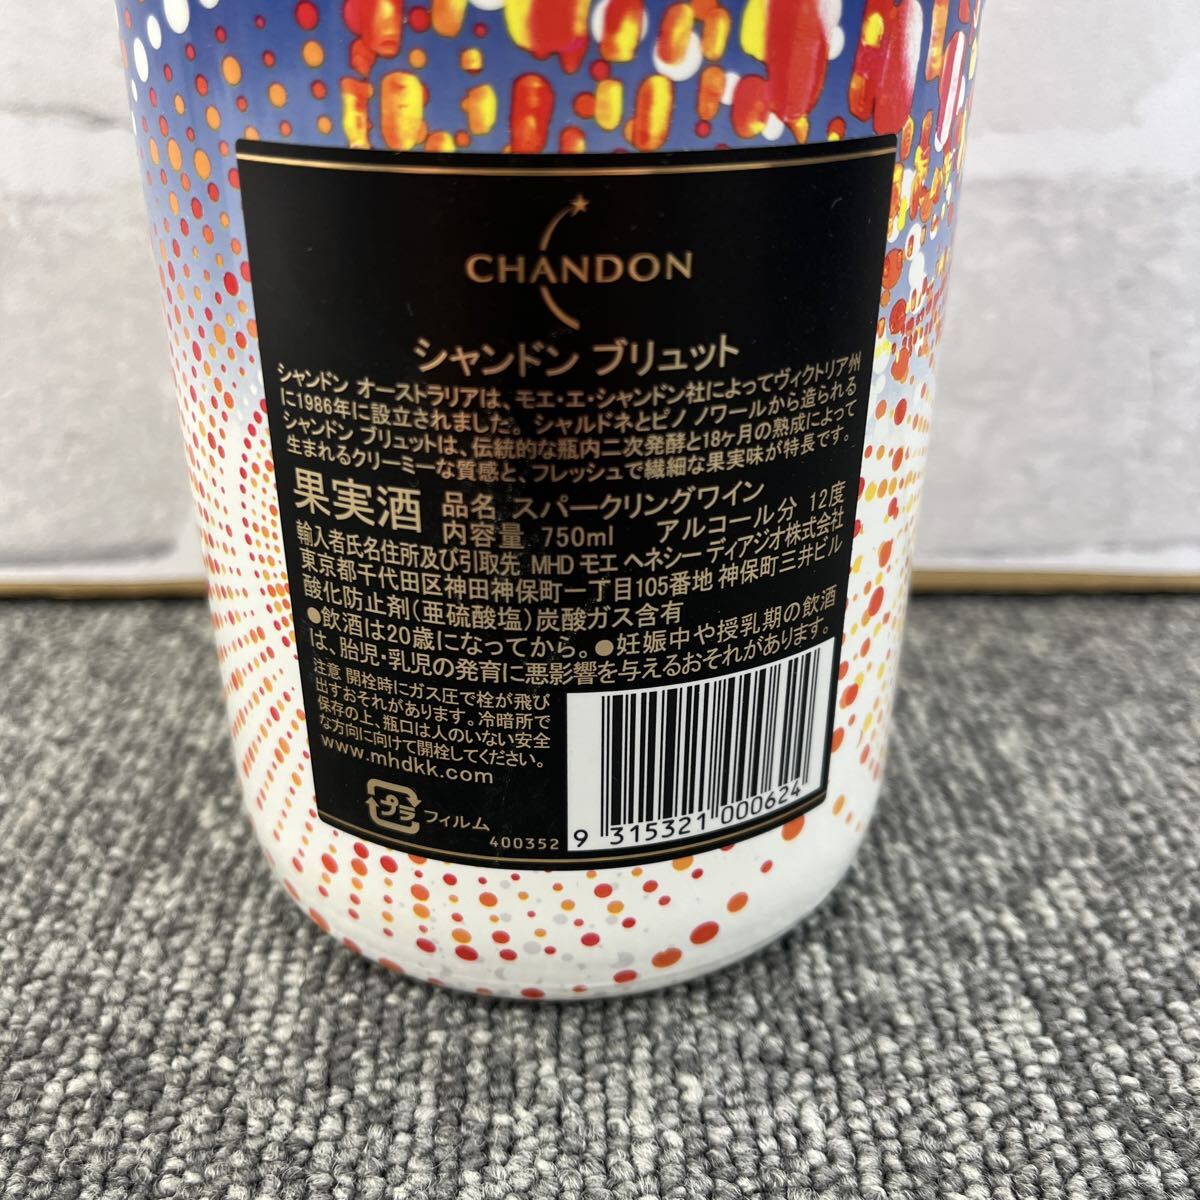 CHANDON
シャンドン ブリュット
シャンドン オーストラリアは、モエ・エ・シャンドン社によってヴィクトリア州
に1986年に設立されました。シャルドネとピノ ノワールから造られる
シャンドン ブリュットは、伝統的な瓶内二次発酵と18ヶ月の熟成によって
生まれるクリーミーな質感と、フレッシュで繊細な果実味が特長です。
果実酒 品名 スパークリングワイン
内容量 750ml アルコール分 12度
輸入者氏名住所及び引取先 MHD モエ ヘネシー ディアジオ株式会社
東京都千代田区神田神保町一丁目105番地 神保町三井ビル
酸化防止剤(亜硫酸塩)炭酸ガス含有
●飲酒は20歳になってから。●妊娠中や授乳期の飲酒
は、胎児・乳児の発育に悪影響を与えるおそれがあります。
注意 開栓時にガス圧で栓が飛び
出すおそれがあります。冷暗所で
保存の上、瓶口は人のいない安全
な方向に向けて開栓してください。
www.mhdkk.com
プラ フィルム
400352
9 315321 000624